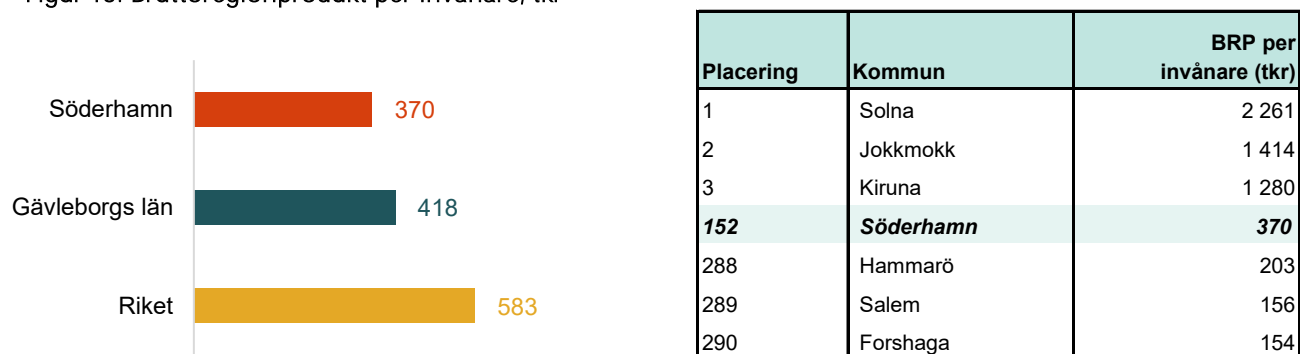 Söderhamn 370
Gävleborgs län 418
Riket 583
Placering Kommun BRP per invånare (tkr)
1 Solna 2 261
2 Jokkmokk 1 414
3 Kiruna 1 280
152 Söderhamn 370
288 Hammarö 203
289 Salem 156
290 Forshaga 154